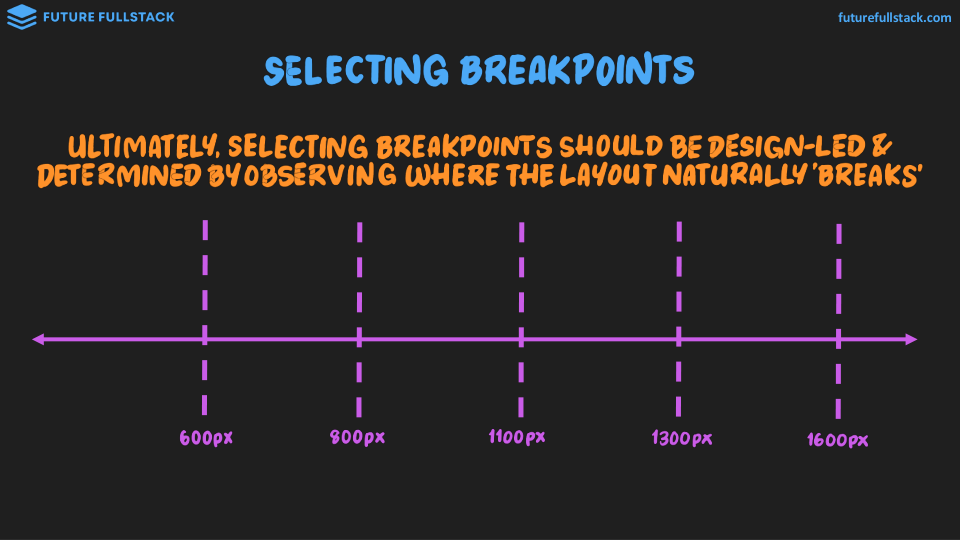 FUTURE FULLSTACK
futurefullstack.com
SELECTING BREAKPOINTS
ULTIMATELY, SELECTING BREAKPOINTS SHOULD BE DESIGN-LED &
DETERMINED BY OBSERVING WHERE THE LAYOUT NATURALLY 'BREAKS'
600PX
800PX
1100PX
1300PX
1600PX